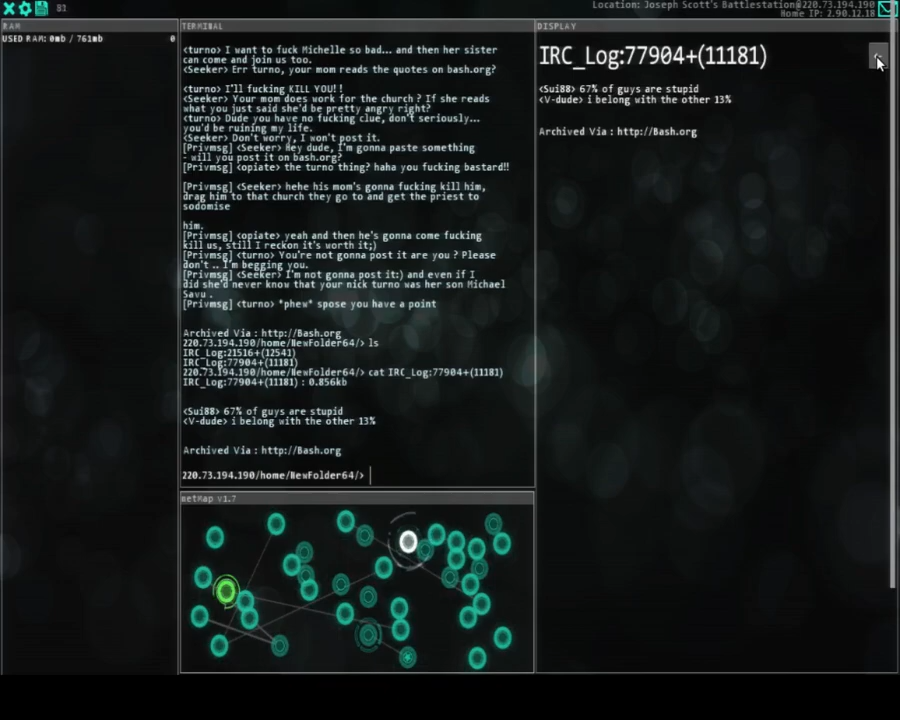 81
Location: Joseph Scott's Battlestation@220.73.194.190
Home IP: 2.90.12.18
RAM
USED RAM: 0mb / 761mb 0
TERMINAL
<turno> I want to fuck Michelle so bad... and then her sister
can come and join us too.
<Seeker> Err turno, your mom reads the quotes on bash.org?
<turno> I'll fucking KILL YOU!!
<Seeker> Your mom does work for the church ? If she reads
what you just said she'd be pretty angry right?
<turno> Dude you have no fucking clue, don't seriously...
you'd be ruining my life.
<Seeker> Don't worry, I won't post it.
[Privmsg] <Seeker> Hey dude, I'm gonna paste something
- will you post it on bash.org?
[Privmsg] <opiate> the turno thing? haha you fucking bastard!!
[Privmsg] <Seeker> hehe his mom's gonna fucking kill him,
drag him to that church they go to and get the priest to
sodomise
him.
[Privmsg] <opiate> yeah and then he's gonna come fucking
kill us, still I reckon it's worth it;)
[Privmsg] <turno> You're not gonna post it are you ? Please
don't .. I'm begging you.
[Privmsg] <Seeker> I'm not gonna post it:) and even if I
did she'd never know that your nick turno was her son Michael
Savu .
[Privmsg] <turno> *phew* spose you have a point
Archived Via : http://Bash.org
220.73.194.190/home/NewFolder64/> ls
IRC_Log:21516+(12541)
IRC_Log:77904+(11181)
220.73.194.190/home/NewFolder64/> cat IRC_Log:77904+(11181)
IRC_Log:77904+(11181) : 0.856kb
<Sui88> 67% of guys are stupid
<V-dude> i belong with the other 13%
Archived Via : http://Bash.org
220.73.194.190/home/NewFolder64/>
netMap v1.7
DISPLAY
IRC_Log:77904+(11181)
<Sui88> 67% of guys are stupid
<V-dude> i belong with the other 13%
Archived Via : http://Bash.org